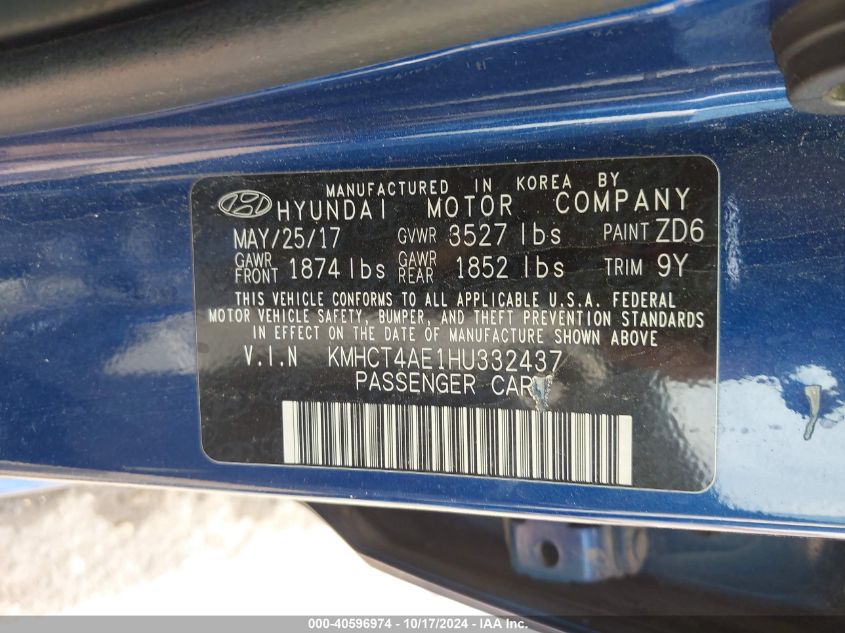 MANUFACTURED IN KOREA BY
HYUNDAI MOTOR COMPANY
MAY/25/17 GVWR 3527 lbs PAINT ZD6
GAWR FRONT 1874 lbs GAWR REAR 1852 lbs TRIM 9Y
THIS VEHICLE CONFORMS TO ALL APPLICABLE U.S.A. FEDERAL
MOTOR VEHICLE SAFETY, BUMPER, AND THEFT PREVENTION STANDARDS
IN EFFECT ON THE DATE OF MANUFACTURE SHOWN ABOVE
V.I.N KMHCT4AE1HU332437
PASSENGER CAR
000-40596974 - 10/17/2024 - IAA Inc.